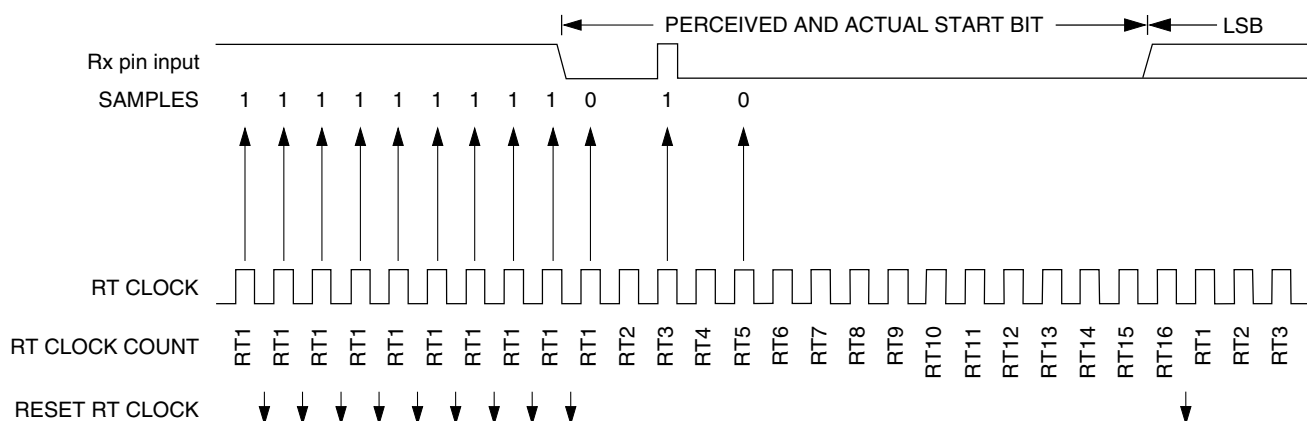 PERCEIVED AND ACTUAL START BIT LSB
Rx pin input
SAMPLES 1 1 1 1 1 1 1 1 1 0 1 0
RT CLOCK
RT CLOCK COUNT RT1 RT1 RT1 RT1 RT1 RT1 RT1 RT1 RT1 RT1 RT2 RT3 RT4 RT5 RT6 RT7 RT8 RT9 RT10 RT11 RT12 RT13 RT14 RT15 RT16 RT1 RT2 RT3
RESET RT CLOCK